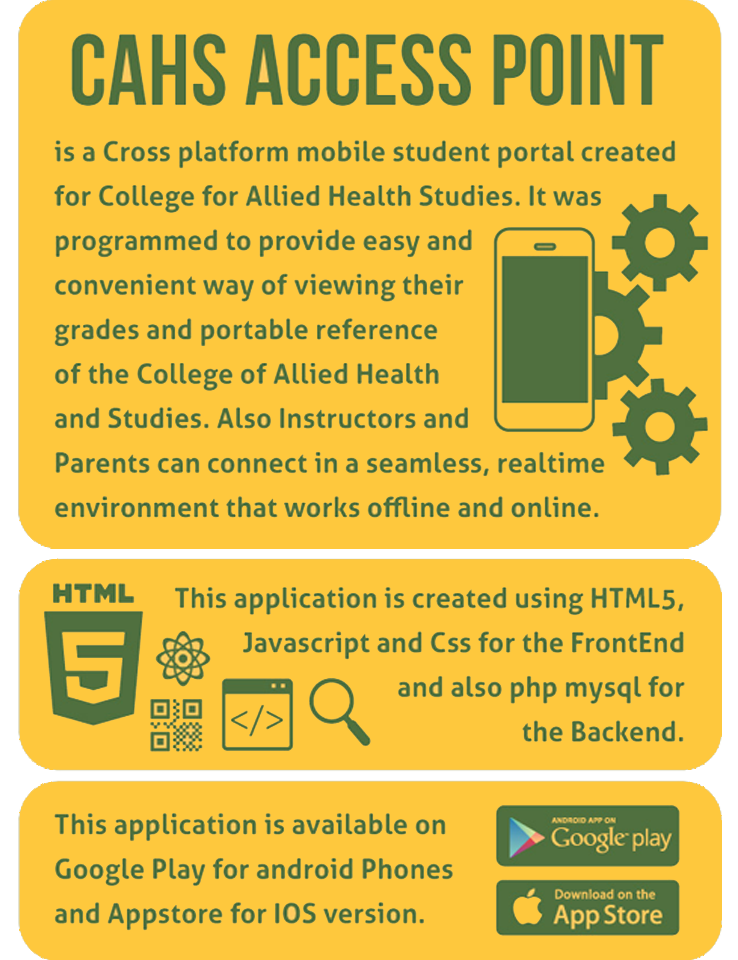 CAHS ACCESS POINT
is a Cross platform mobile student portal created
for College for Allied Health Studies. It was
programmed to provide easy and
convenient way of viewing their
grades and portable reference
of the College of Allied Health
and Studies. Also Instructors and
Parents can connect in a seamless, realtime
environment that works offline and online.
HTML
5
This application is created using HTML5,
Javascript and Css for the FrontEnd
and also php mysql for
the Backend.
</>
This application is available on
Google Play for android Phones
and Appstore for IOS version.
ANDROID APP ON
Google play
Download on the
App Store